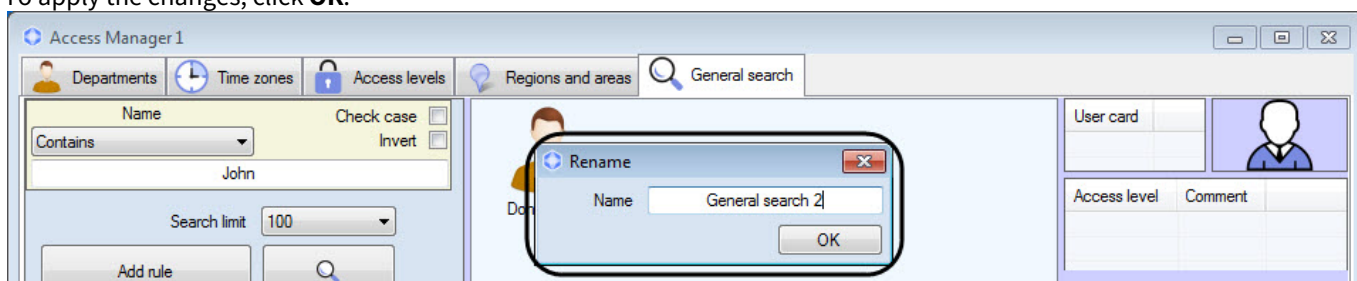 To apply the changes, click OK.
Access Manager 1
Departments Time zones Access levels Regions and areas General search
Name Check case
Contains Invert
John
Search limit 100
Add rule
Rename
Name General search 2
OK
User card
Access level Comment